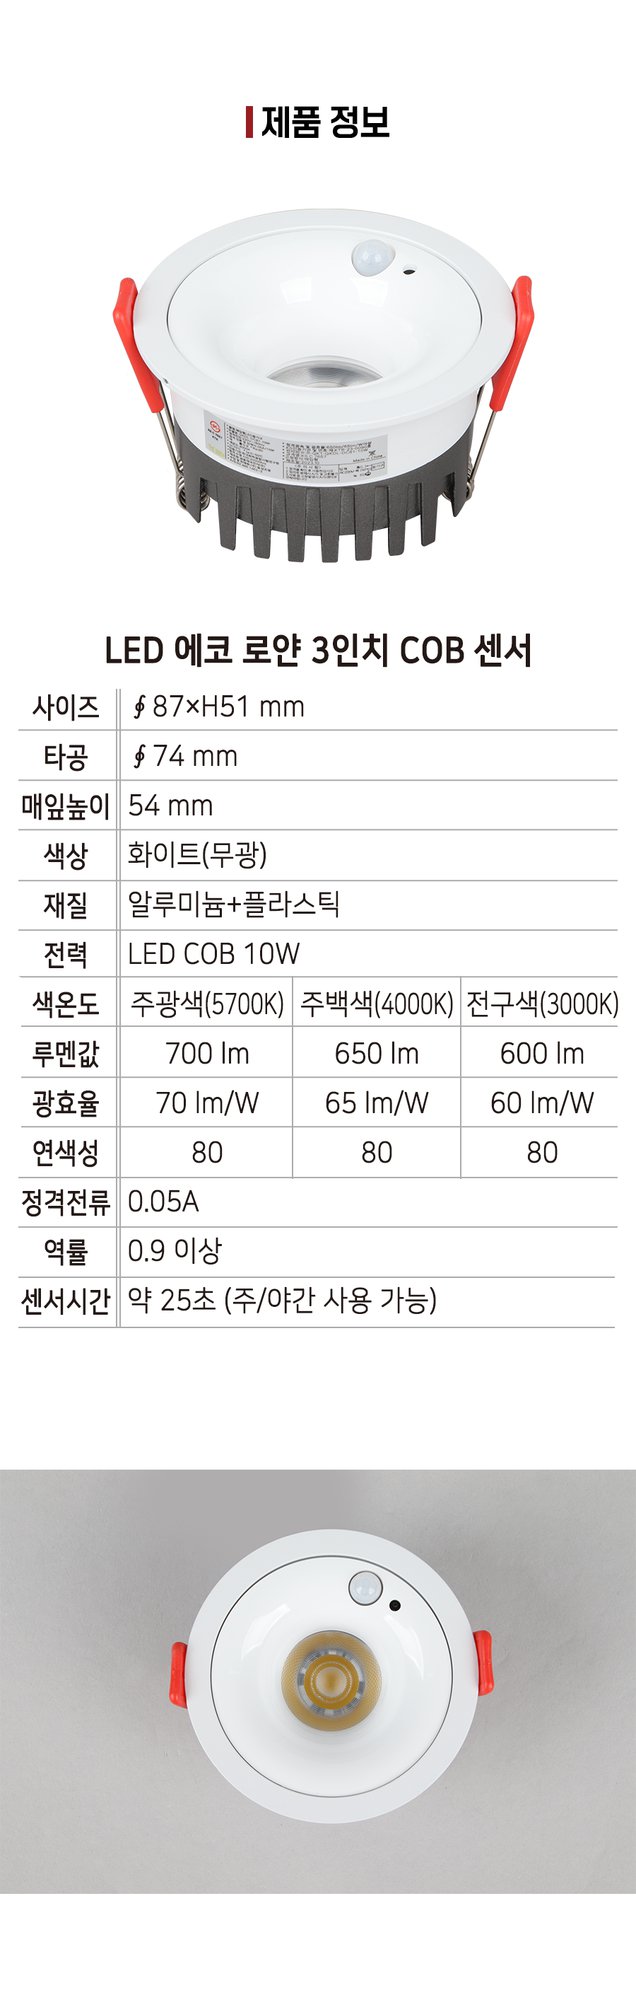 제품 정보
LED 에코 로얀 3인치 COB 센서
사이즈 ∮ 87×H51 mm
타공 ∮ 74 mm
매입높이 54 mm
색상 화이트(무광)
재질 알루미늄+플라스틱
전력 LED COB 10W
색온도 주광색(5700K) 주백색(4000K) 전구색(3000K)
루멘값 700 lm 650 lm 600 lm
광효율 70 lm/W 65 lm/W 60 lm/W
연색성 80 80 80
정격전류 0.05A
역률 0.9 이상
센서시간 약 25초 (주/야간 사용 가능)